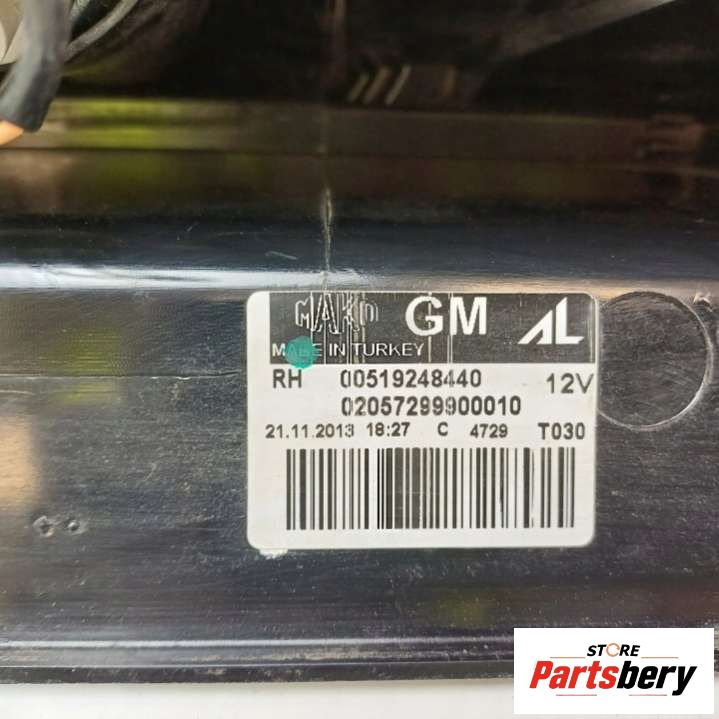 MAKO GM AL
MADE IN TURKEY
RH 00519248440 12V
02057299900010
21.11.2013 18:27 C 4729 T030
STORE
Partsbery